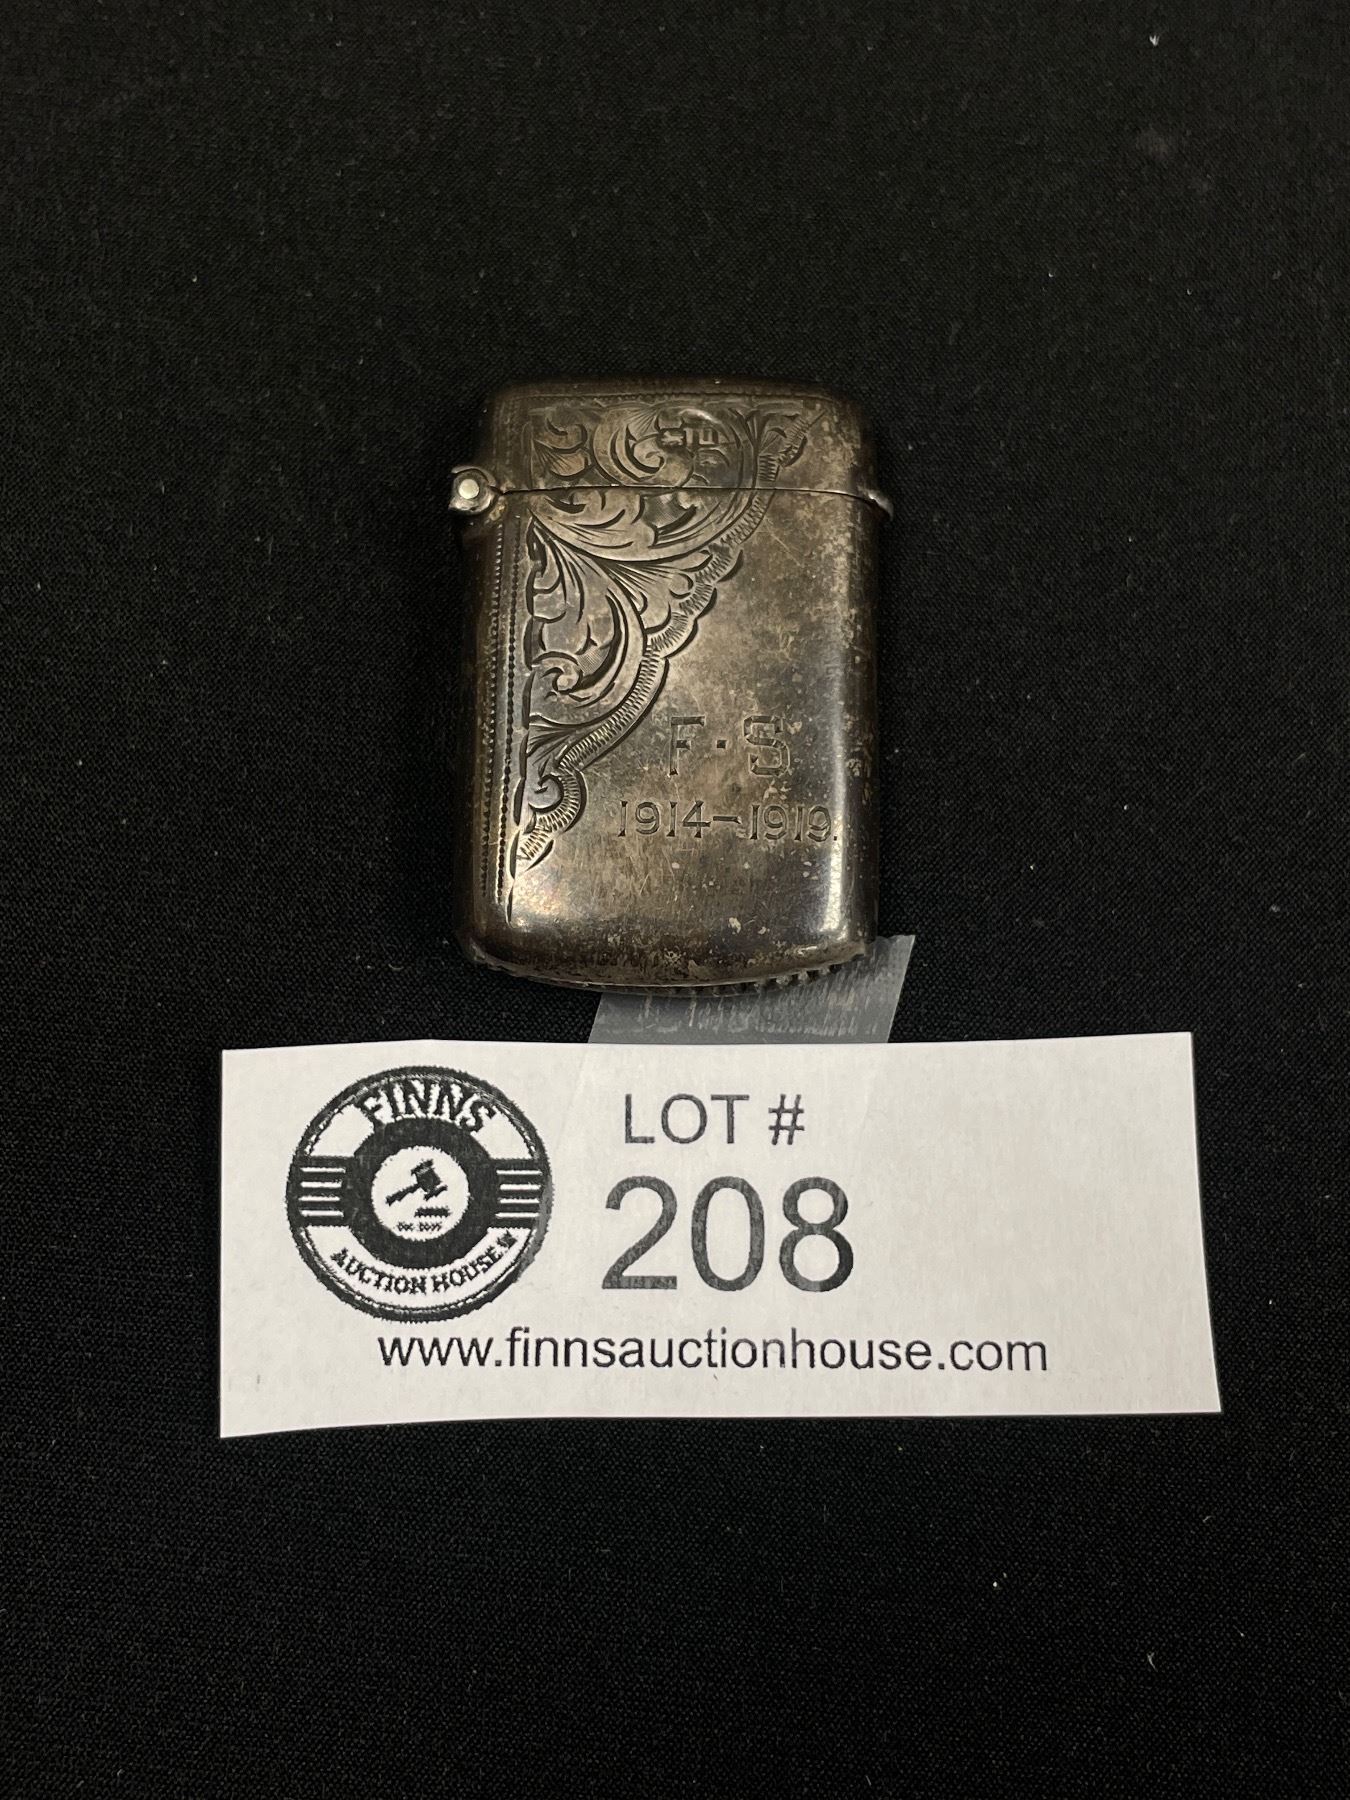 F·S
1914-1919.
FINNS
AUCTION HOUSE
LOT #
208
www.finnsauctionhouse.com